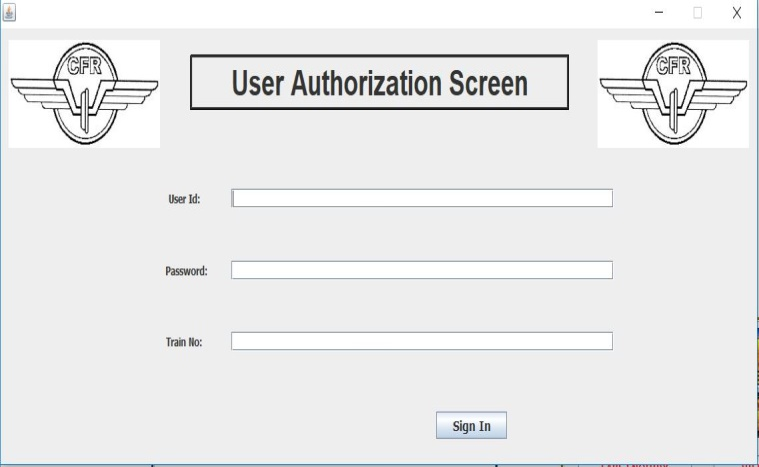 CFR
User Authorization Screen
CFR
User Id:
Password:
Train No:
Sign In